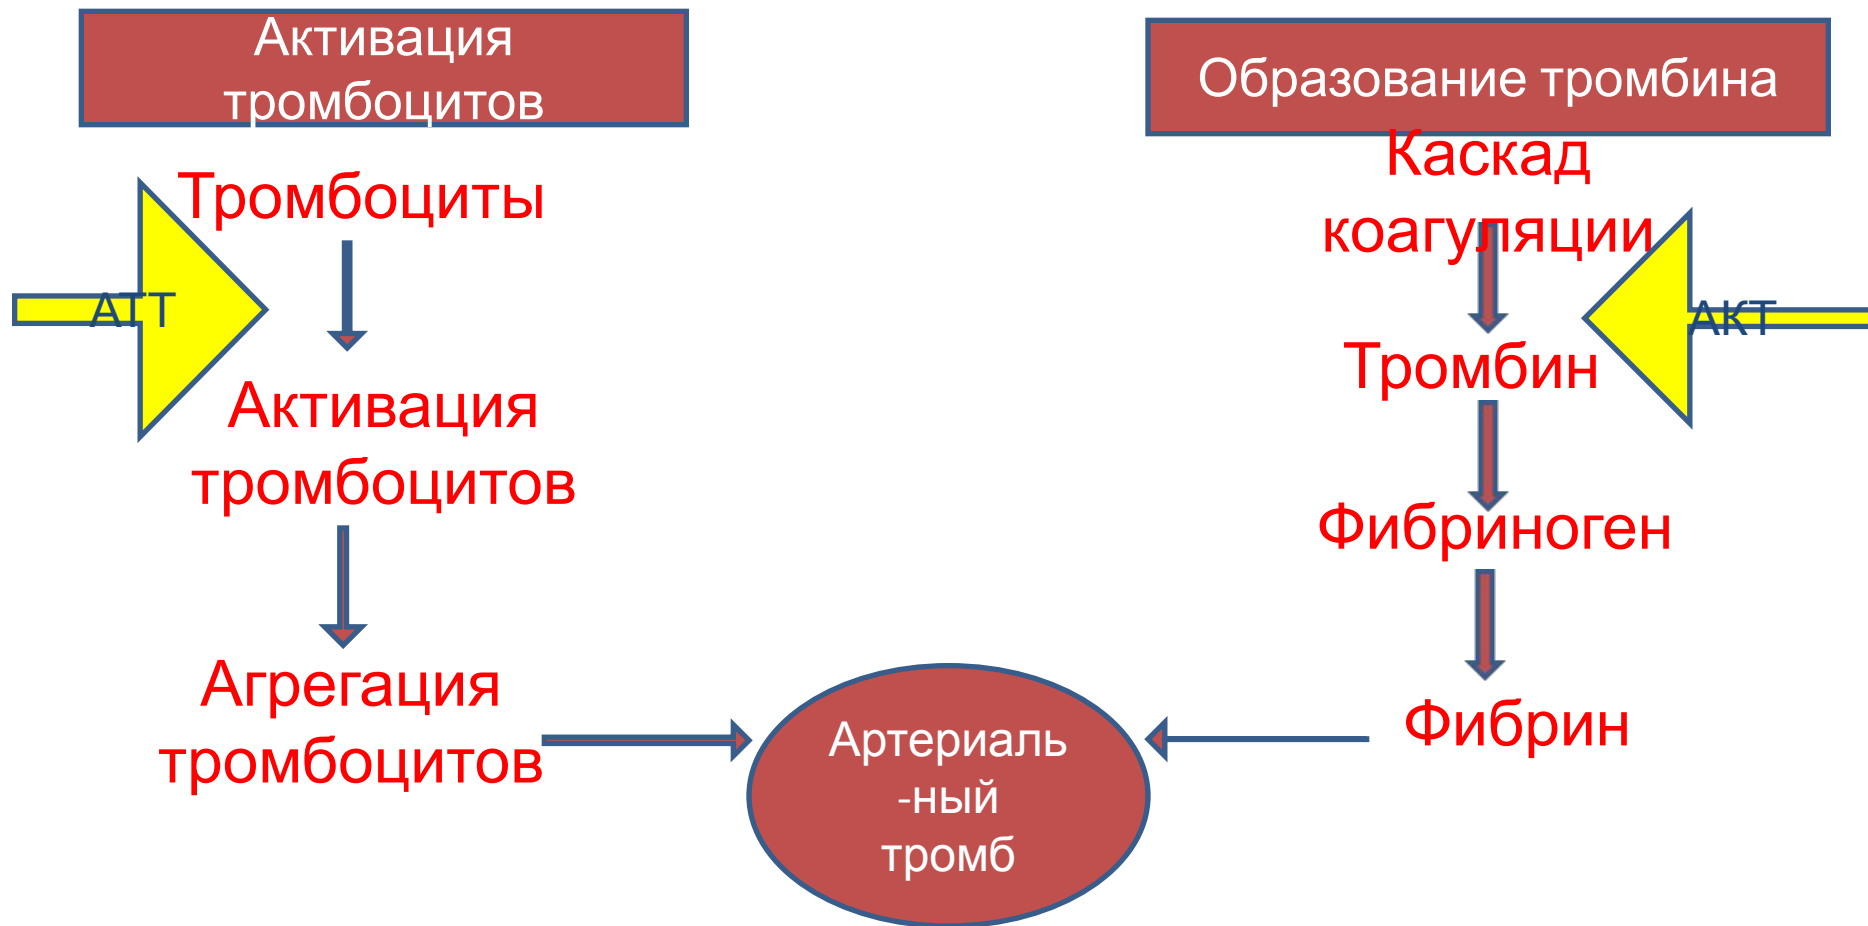 Активация
тромбоцитов
Тромбоциты
АТТ
Активация
тромбоцитов
Агрегация
тромбоцитов
Образование тромбина
Каскад
коагуляции
АКТ
Тромбин
Фибриноген
Фибрин
Артериаль
-ный
тромб